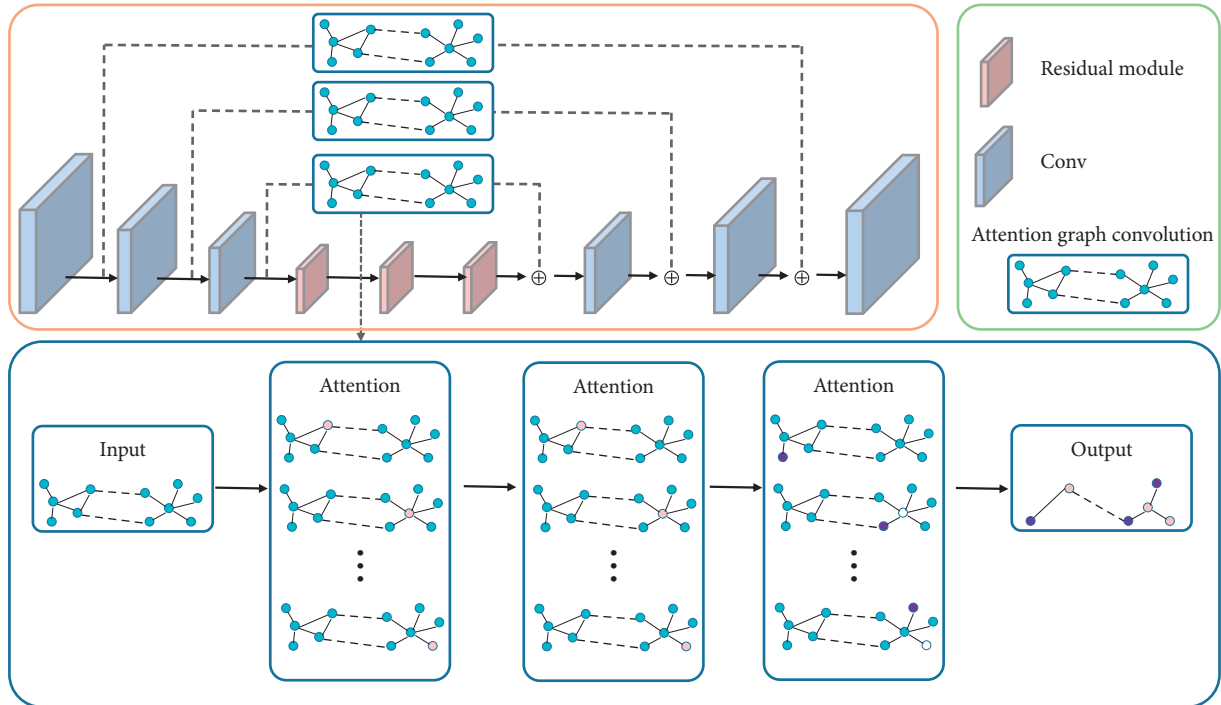 Residual module
Conv
Attention graph convolution
Input
Attention
Attention
Attention
Output